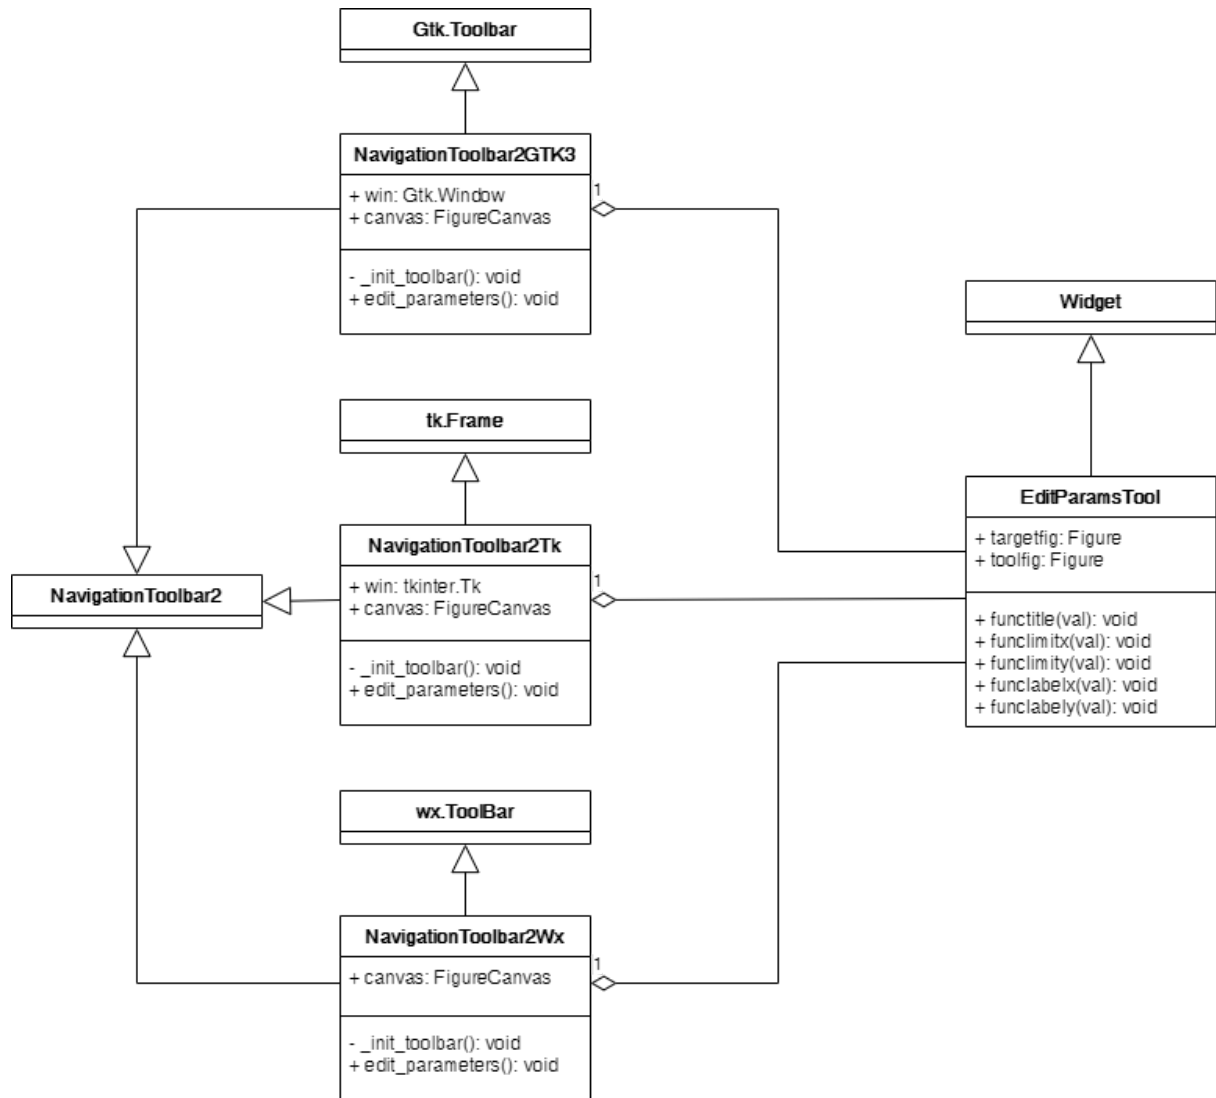 Gtk.Toolbar
NavigationToolbar2GTK3
+ win: Gtk.Window
+ canvas: FigureCanvas
- _init_toolbar(): void
+ edit_parameters(): void
1
Widget
tk.Frame
NavigationToolbar2Tk
+ win: tkinter.Tk
+ canvas: FigureCanvas
- _init_toolbar(): void
+ edit_parameters(): void
1
EditParamsTool
+ targetfig: Figure
+ toolfig: Figure
+ functitle(val): void
+ funclimitx(val): void
+ funclimity(val): void
+ funclabelx(val): void
+ funclabely(val): void
NavigationToolbar2
wx.ToolBar
NavigationToolbar2Wx
+ canvas: FigureCanvas
- _init_toolbar(): void
+ edit_parameters(): void
1